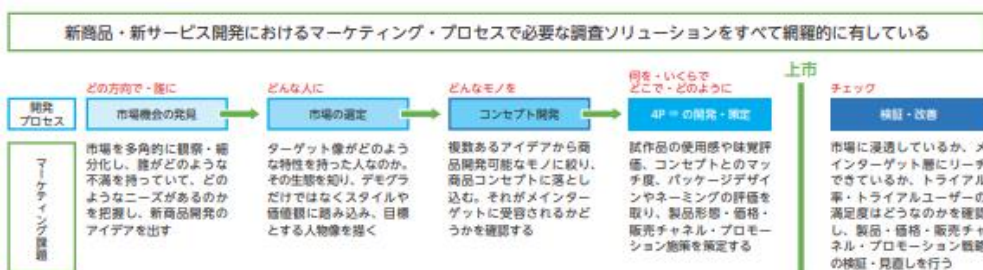 新商品・新サービス開発におけるマーケティング・プロセスで必要な調査ソリューションをすべて網羅的に有している
上市
どの方向で・誰に
どんな人に
どんなモノを
何を・いくらで
どこで・どのように
チェック
開発
プロセス
市場機会の発見
市場の選定
コンセプト開発
4P の開発・策定
検証・改善
マーケティング課題
市場を多角的に観察・細
分化し、誰がどのような
不満を持っていて、どの
ようなニーズがあるのか
を把握し、新商品開発の
アイデアを出す
ターゲット像がどのよう
な特性を持った人なのか。
その生態を知り、デモグラ
だけではなくスタイルや
価値観に踏み込み、目標
とする人物像を描く
複数あるアイデアから商
品開発可能なモノに絞り、
商品コンセプトに落とし
込む。それがメインター
ゲットに受容されるかど
うかを確認する
試作品の使用感や味覚評
価、コンセプトとのマッ
チ度、パッケージデザイ
ンやネーミングの評価を
取り、製品形態・価格・
販売チャネル・プロモー
ション施策を策定する
市場に浸透しているか、メ
インターゲット層にリーチ
できているか、トライアル
率・トライアルユーザーの
満足度はどうなのかを確認
し、製品・価格・販売チャ
ネル・プロモーション戦略
の検証・見直しを行う